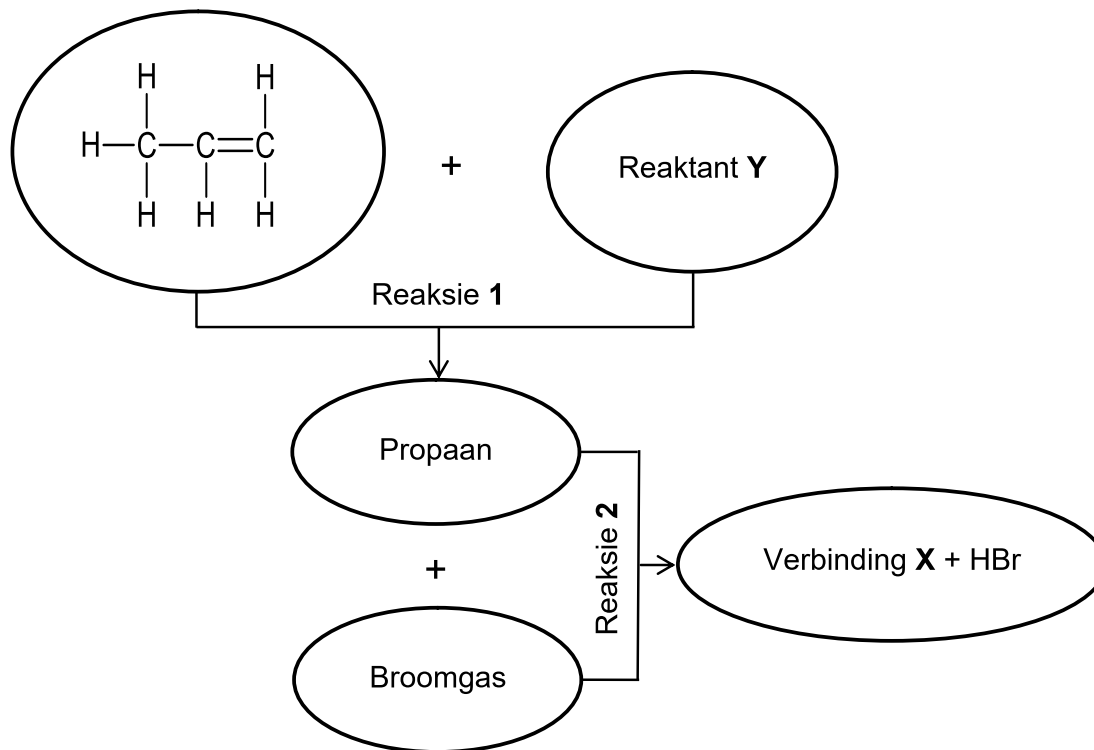 H H
H C C C
H H H
+
Reaktant Y
Reaksie 1
Propaan
+
Broomgas
Reaksie 2
Verbinding X + HBr